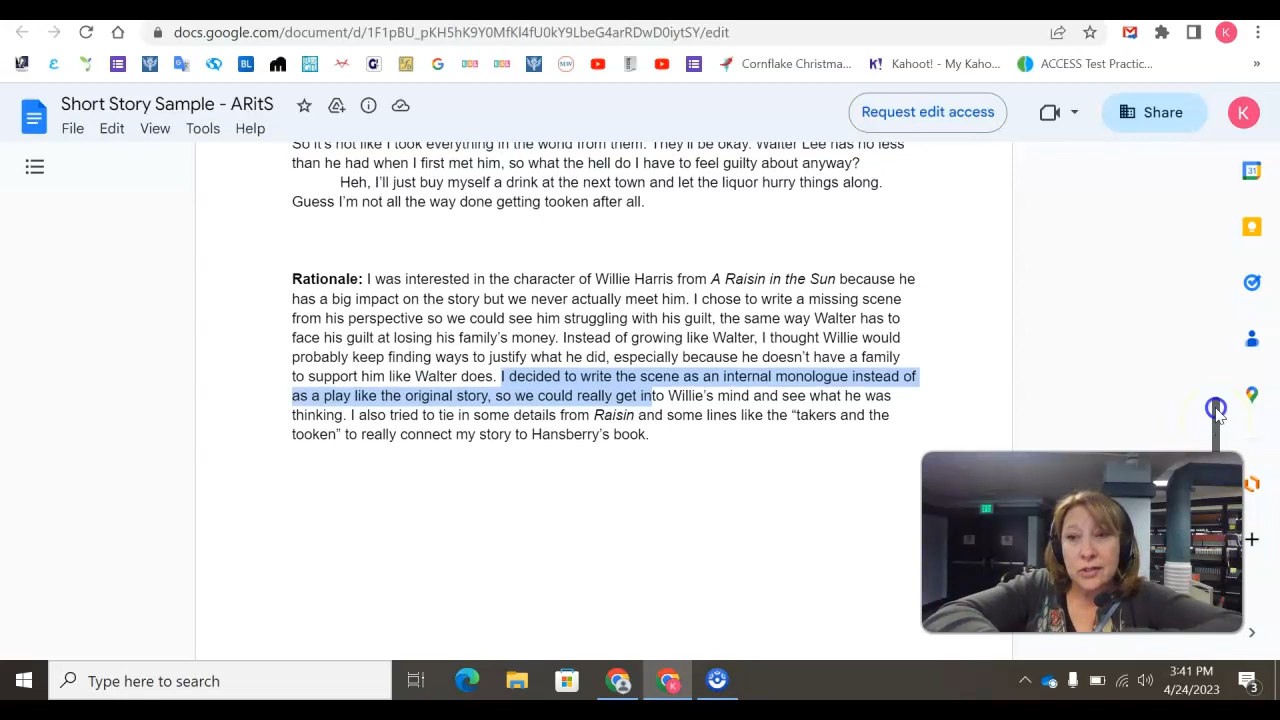 docs.google.com/document/d/1F1pBU_pKH5hK9Y0MfKl4fU0kY9LbeG4arRDwD0iytSY/edit
K
BL
MW
Cornflake Christmas...
K! Kahoot! - My Kaho...
ACCESS Test Practic...
»
Short Story Sample - ARitS
File Edit View Tools Help
Request edit access
Share
K
So it's not like I took everything in the world from them. They'll be okay. Walter Lee has no less
than he had when I first met him, so what the hell do I have to feel guilty about anyway?
Heh, I'll just buy myself a drink at the next town and let the liquor hurry things along.
Guess I'm not all the way done getting tooken after all.
Rationale: I was interested in the character of Willie Harris from A Raisin in the Sun because he
has a big impact on the story but we never actually meet him. I chose to write a missing scene
from his perspective so we could see him struggling with his guilt, the same way Walter has to
face his guilt at losing his family's money. Instead of growing like Walter, I thought Willie would
probably keep finding ways to justify what he did, especially because he doesn't have a family
to support him like Walter does. I decided to write the scene as an internal monologue instead of
as a play like the original story, so we could really get into Willie's mind and see what he was
thinking. I also tried to tie in some details from Raisin and some lines like the "takers and the
tooken" to really connect my story to Hansberry's book.
31
Type here to search
K
3:41 PM
4/24/2023
3